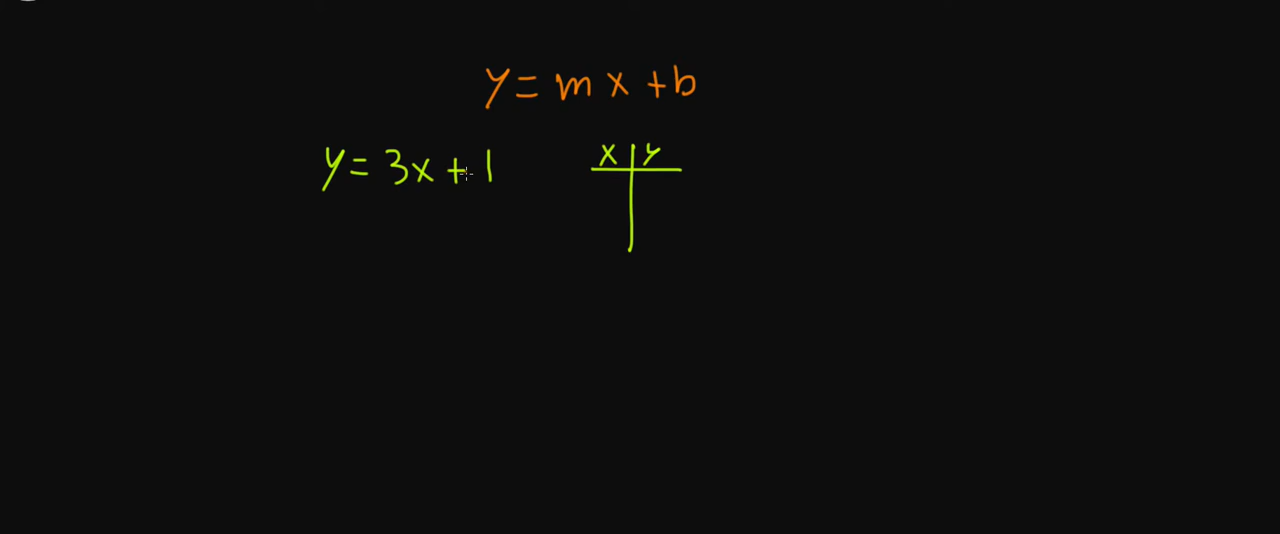 y = mx + b
y = 3x + 1
x y